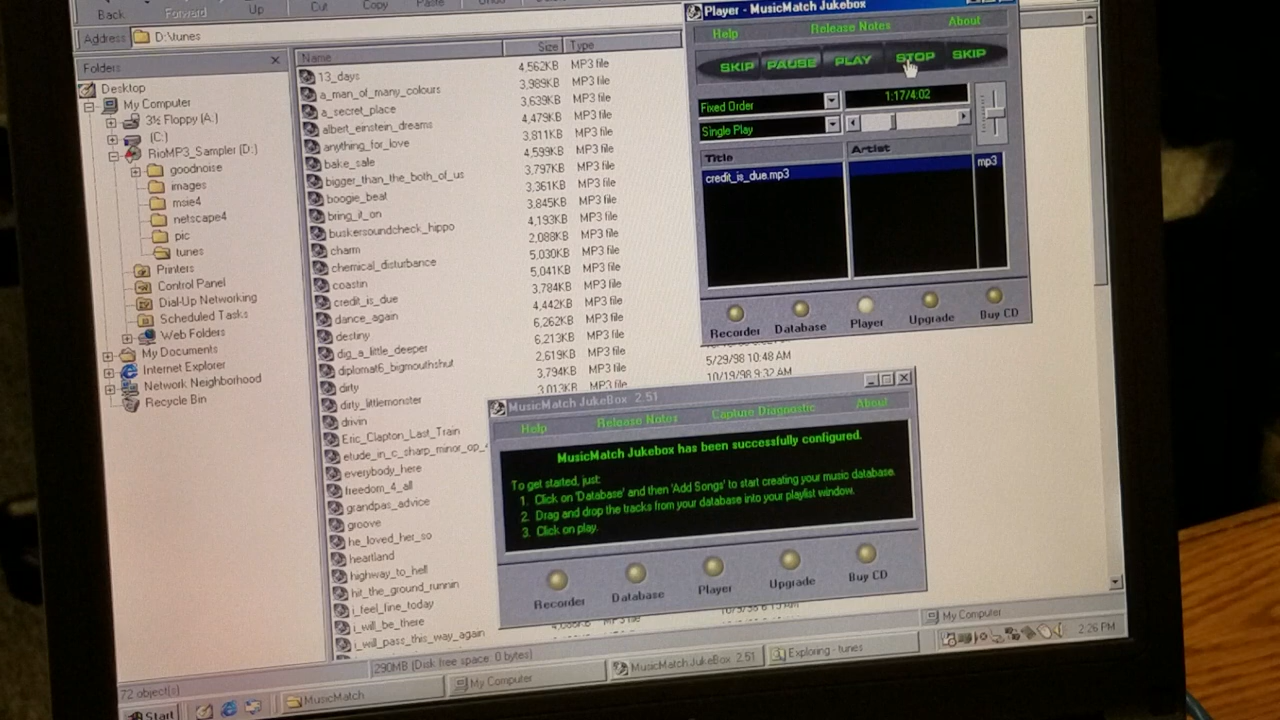 Back Forward Up Cut Copy Paste Undo
Address D:\tunes
Folders
Desktop
My Computer
3½ Floppy (A:)
(C:)
RioMP3_Sampler (D:)
goodnoise
images
msie4
netscape4
pic
tunes
Printers
Control Panel
Dial-Up Networking
Scheduled Tasks
Web Folders
My Documents
Internet Explorer
Network Neighborhood
Recycle Bin
Name Size Type
13_days 4,562KB MP3 file
a_man_of_many_colours 3,989KB MP3 file
a_secret_place 3,639KB MP3 file
albert_einstein_dreams 4,479KB MP3 file
anything_for_love 3,811KB MP3 file
bake_sale 4,599KB MP3 file
bigger_than_the_both_of_us 3,797KB MP3 file
boogie_beat 3,361KB MP3 file
bring_it_on 3,845KB MP3 file
buskersoundcheck_hippo 4,193KB MP3 file
charm 2,088KB MP3 file
chemical_disturbance 5,030KB MP3 file
coastin 5,041KB MP3 file
credit_is_due 3,784KB MP3 file
dance_again 4,442KB MP3 file
destiny 6,262KB MP3 file
dig_a_little_deeper 6,213KB MP3 file
diplomat6_bigmouthshut 2,619KB MP3 file 5/29/98 10:48 AM
dirty 3,794KB MP3 file 10/19/98 9:32 AM
dirty_littlemonster 3,013KB MP3 file
drivin
Eric_Clapton_Last_Train
etude_in_c_sharp_minor_op_4
everybody_here
freedom_4_all
grandpas_advice
groove
he_loved_her_so
heartland
highway_to_hell
hit_the_ground_runnin
i_feel_fine_today
i_will_be_there
i_will_pass_this_way_again
Player - MusicMatch Jukebox
Help Release Notes About
SKIP PAUSE PLAY STOP SKIP
Fixed Order 1:17/4:02
Single Play
Title Artist
credit_is_due.mp3 mp3
Recorder Database Player Upgrade Buy CD
MusicMatch JukeBox 2.51
Help Release Notes Capture Diagnostic About
MusicMatch Jukebox has been successfully configured.
To get started, just:
1. Click on 'Database' and then 'Add Songs' to start creating your music database.
2. Drag and drop the tracks from your database into your playlist window.
3. Click on play.
Recorder Database Player Upgrade Buy CD
72 object(s) 290MB (Disk free space: 0 bytes) My Computer
Start MusicMatch My Computer MusicMatch JukeBox 2.51 Exploring - tunes 2:26 PM